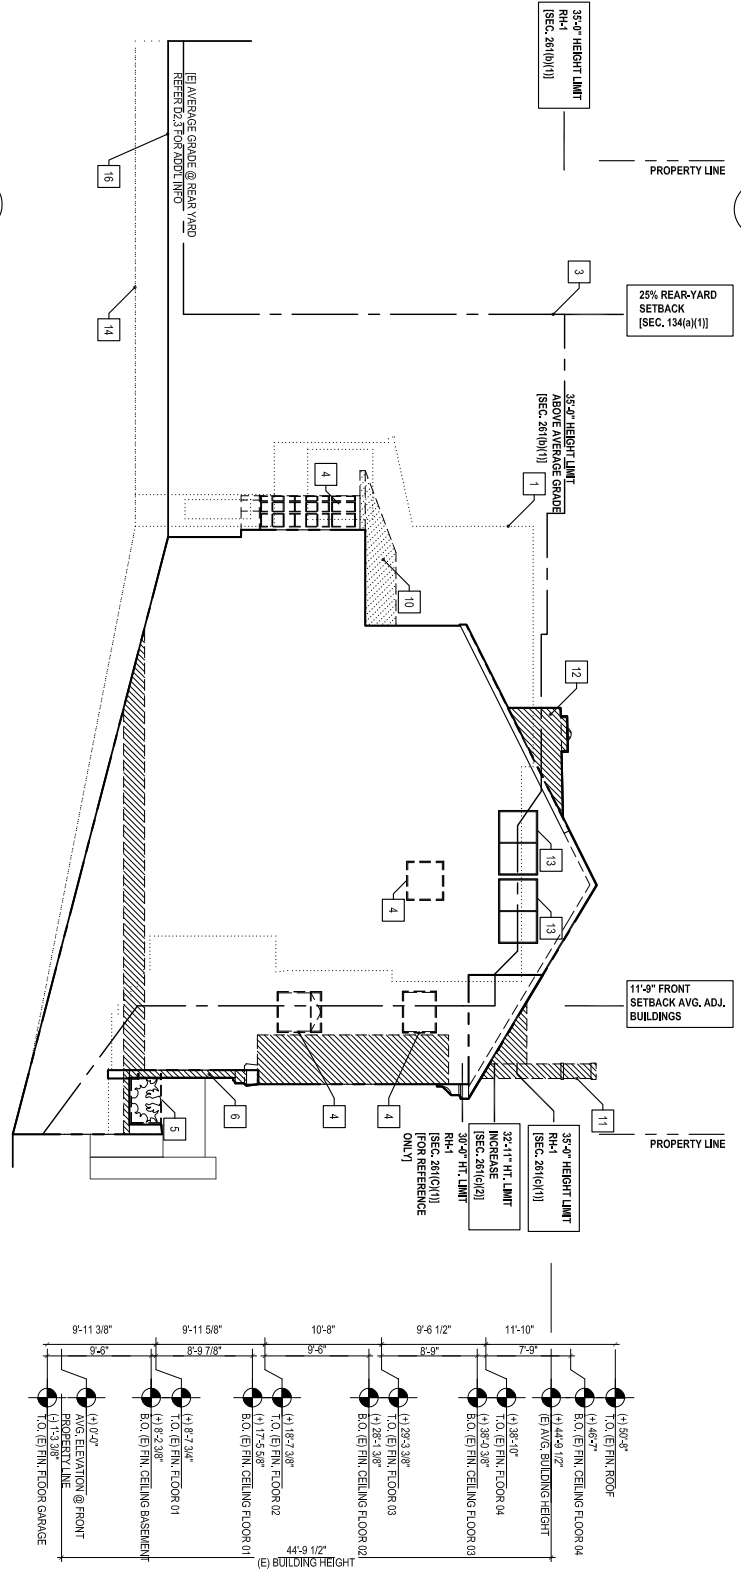 35'-0" HEIGHT LIMIT
RH-1
[SEC. 261(b)(1)]
PROPERTY LINE
[E] AVERAGE GRADE @ REAR YARD
REFER D2.3 FOR ADD'L INFO
16
14
3
25% REAR-YARD
SETBACK
[SEC. 134(a)(1)]
35'-0" HEIGHT LIMIT
ABOVE AVERAGE GRADE
[SEC. 261(b)(1)]
1
4
10
12
13
13
4
11'-9" FRONT
SETBACK AVG. ADJ.
BUILDINGS
5
6
4
4
11
PROPERTY LINE
35'-0" HEIGHT LIMIT
RH-1
[SEC. 261(c)(1)]
32'-11" HT. LIMIT
INCREASE
[SEC. 261(c)(2)]
30'-0" HT. LIMIT
RH-1
[SEC. 261(C)(1)]
[FOR REFERENCE
ONLY]
9'-11 3/8"
9'-11 5/8"
10'-8"
9'-6 1/2"
11'-10"
9'-6"
8'-9 7/8"
9'-6"
8'-9"
7'-9"
(+) 50'-8"
T.O. (E) FIN. ROOF
(+) 46'-7"
B.O. (E) FIN. CEILING FLOOR 04
(+) 44'-9 1/2"
(E) AVG. BUILDING HEIGHT
(+) 38'-10"
T.O. (E) FIN. FLOOR 04
(+) 38'-0 3/8"
B.O. (E) FIN. CEILING FLOOR 03
(+) 29'-3 3/8"
T.O. (E) FIN. FLOOR 03
(+) 28'-1 3/8"
B.O. (E) FIN. CEILING FLOOR 02
(+) 18'-7 3/8"
T.O. (E) FIN. FLOOR 02
(+) 17'-5 5/8"
B.O. (E) FIN. CEILING FLOOR 01
(+) 8'-7 3/4"
T.O. (E) FIN. FLOOR 01
(+) 8'-2 3/8"
B.O. (E) FIN. CEILING BASEMENT
(+) 0'-0"
AVG. ELEVATION @ FRONT
PROPERTY LINE
(-) 1'-3 3/8"
T.O. (E) FIN. FLOOR GARAGE
44'-9 1/2"
(E) BUILDING HEIGHT